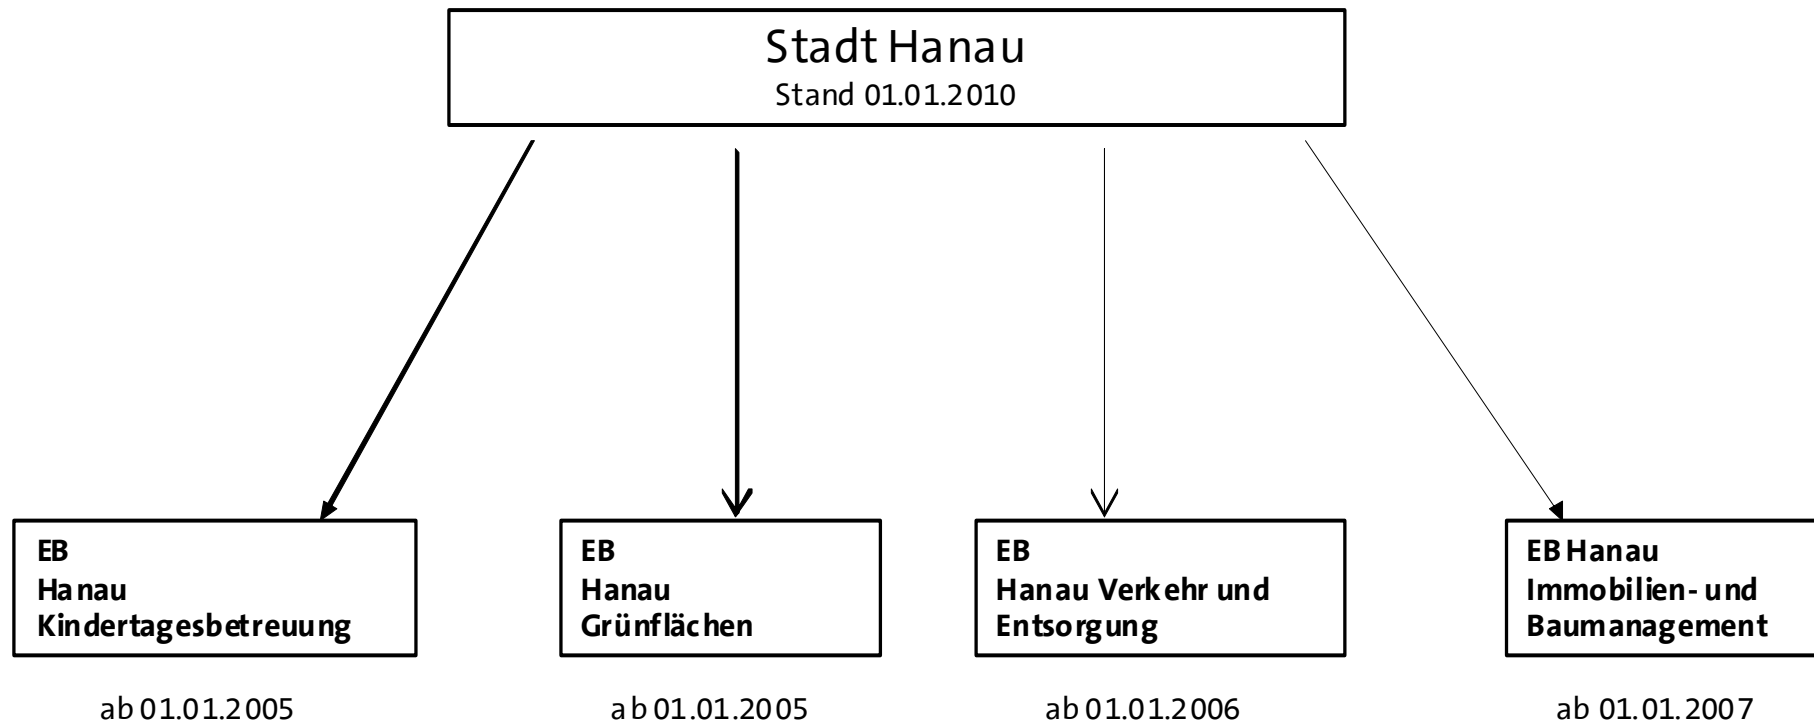 Stadt Hanau
Stand 01.01.2010
EB
Hanau
Kindertagesbetreuung
EB
Hanau
Grünflächen
EB
Hanau Verkehr und
Entsorgung
EB Hanau
Immobilien- und
Baumanagement
ab 01.01.2005
ab 01.01.2005
ab 01.01.2006
ab 01.01.2007